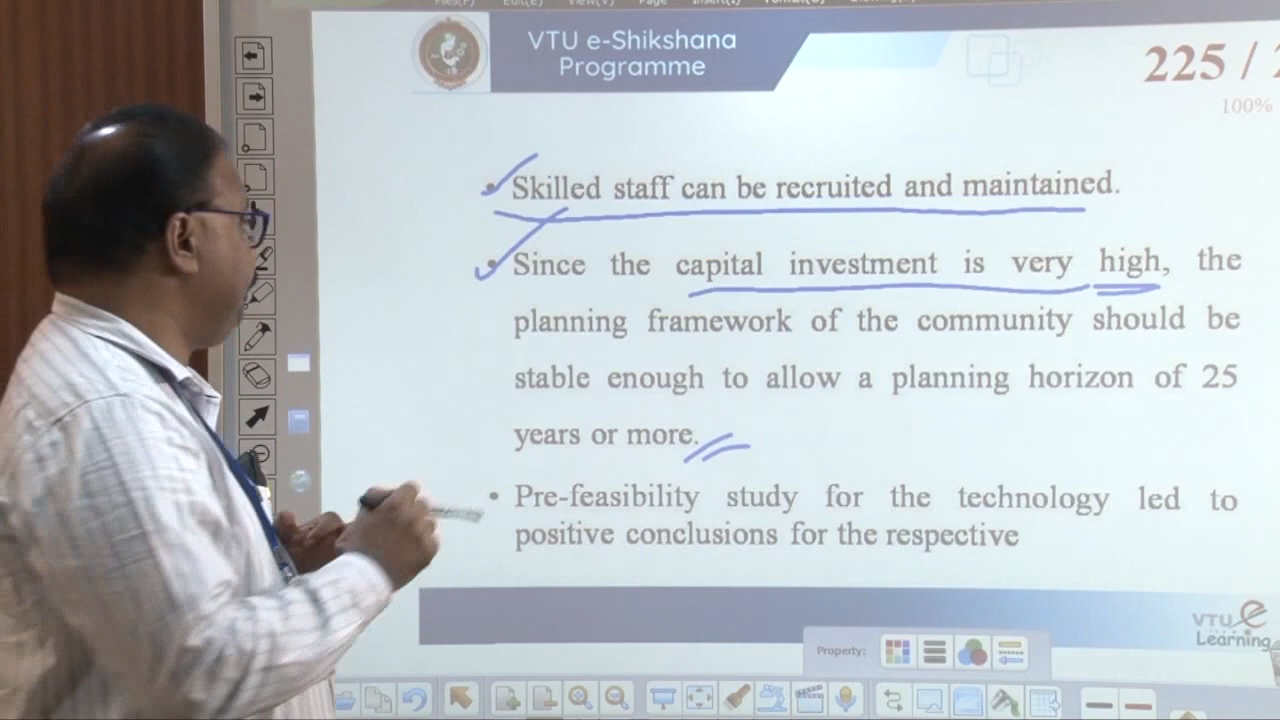 VTU e-Shikshana
Programme
225 /
100%
• Skilled staff can be recruited and maintained.
• Since the capital investment is very high, the
planning framework of the community should be
stable enough to allow a planning horizon of 25
years or more.
• Pre-feasibility study for the technology led to
positive conclusions for the respective
VTU e
Learning
Property: